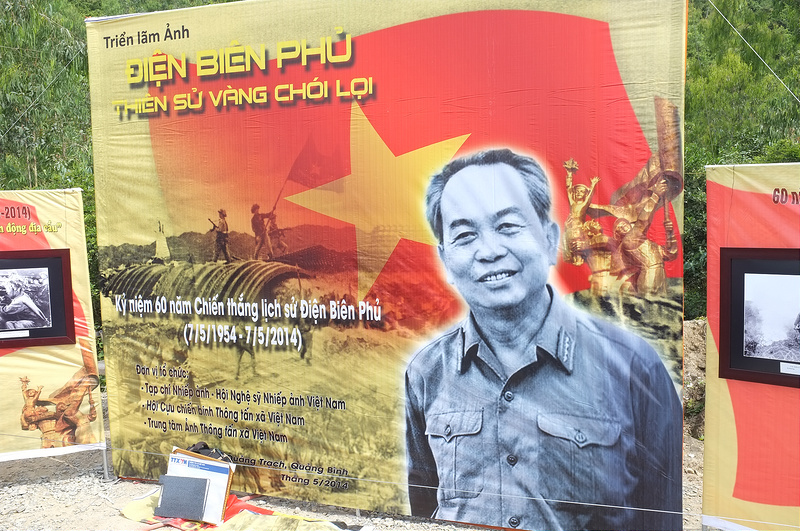 Triển lãm Ảnh
ĐIỆN BIÊN PHỦ
THIÊN SỬ VÀNG CHÓI LỌI
Kỷ niệm 60 năm Chiến thắng lịch sử Điện Biên Phủ
(7/5/1954 - 7/5/2014)
Đơn vị tổ chức:
- Tạp chí Nhiếp ảnh - Hội Nghệ sỹ Nhiếp ảnh Việt Nam
- Hội Cựu chiến binh Thông tấn xã Việt Nam
- Trung tâm Ảnh Thông tấn xã Việt Nam
Quảng Trạch, Quảng Bình
Tháng 5/2014
-2014)
động địa cầu"
60 n